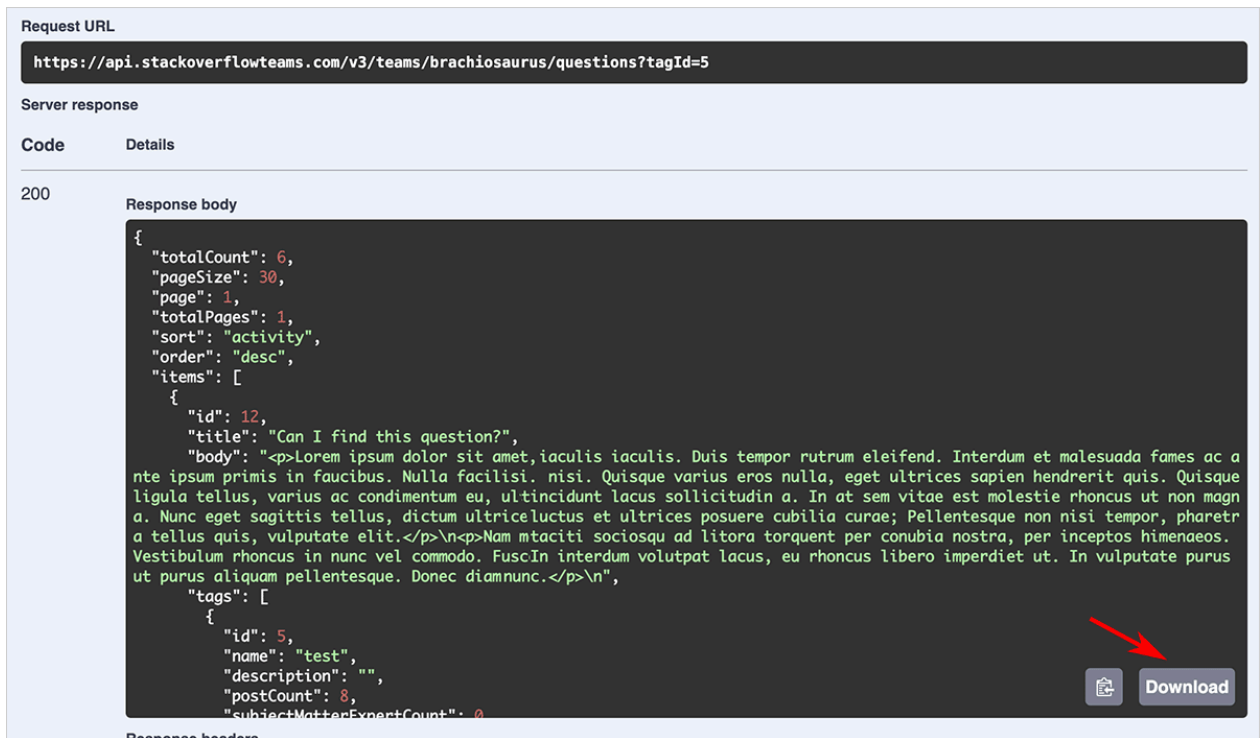 Request URL
https://api.stackoverflowteams.com/v3/teams/brachiosaurus/questions?tagId=5
Server response
Code Details
200
Response body
{
"totalCount": 6,
"pageSize": 30,
"page": 1,
"totalPages": 1,
"sort": "activity",
"order": "desc",
"items": [
{
"id": 12,
"title": "Can I find this question?",
"body": "<p>Lorem ipsum dolor sit amet,iaculis iaculis. Duis tempor rutrum eleifend. Interdum et malesuada fames ac a
nte ipsum primis in faucibus. Nulla facilisi. nisi. Quisque varius eros nulla, eget ultrices sapien hendrerit quis. Quisque
ligula tellus, varius ac condimentum eu, ultincidunt lacus sollicitudin a. In at sem vitae est molestie rhoncus ut non magn
a. Nunc eget sagittis tellus, dictum ultriceluctus et ultrices posuere cubilia curae; Pellentesque non nisi tempor, pharetr
a tellus quis, vulputate elit.</p>\n<p>Nam mtaciti sociosqu ad litora torquent per conubia nostra, per inceptos himenaeos.
Vestibulum rhoncus in nunc vel commodo. FuscIn interdum volutpat lacus, eu rhoncus libero imperdiet ut. In vulputate purus
ut purus aliquam pellentesque. Donec diamnunc.</p>\n",
"tags": [
{
"id": 5,
"name": "test",
"description": "",
"postCount": 8,
"subjectMatterExpertCount": 0
Download
Response headers